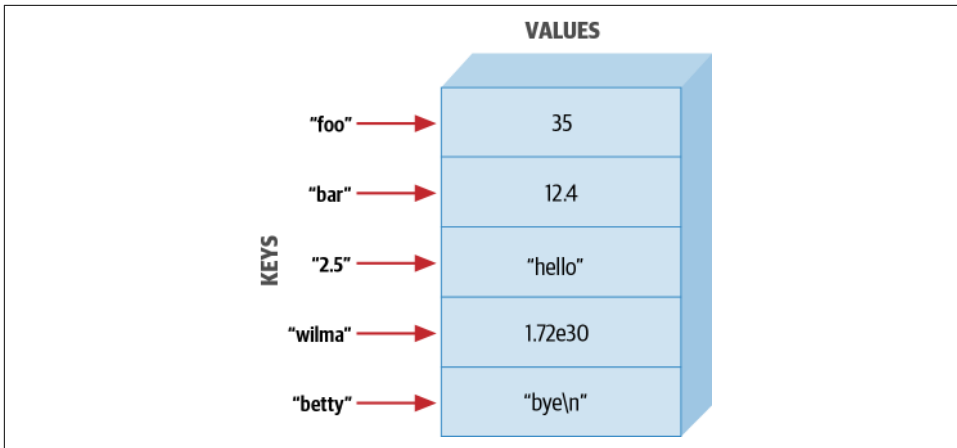 VALUES
“foo” 35
“bar” 12.4
KEYS
“2.5” “hello”
“wilma” 1.72e30
“betty” “bye\n”